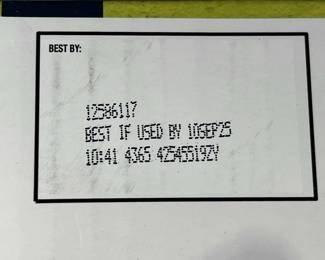 BEST BY:
12586117
BEST IF USED BY 10SEP25
10:41 4365 425455192Y